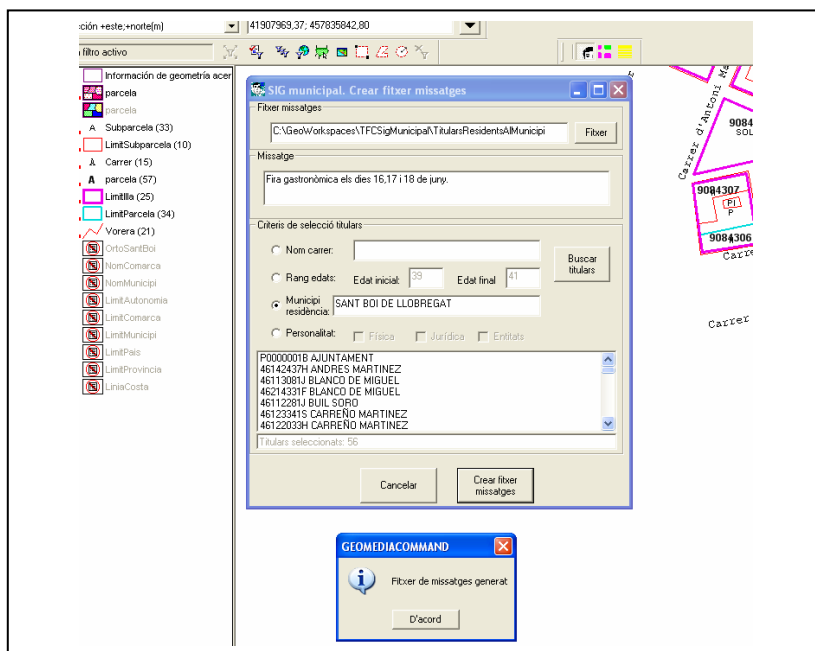 cción +este;+norte(m)
41907969,37; 457835842,80
filtro activo
Información de geometría acer
parcela
parcela
A Subparcela (33)
LimitSubparcela (10)
A Carrer (15)
A parcela (57)
LimitIlla (25)
LimitParcela (34)
Vorera (21)
OrtoSantBoi
NomComarca
NomMunicipi
LimitAutonomia
LimitComarca
LimitMunicipi
LimitPais
LimitProvincia
LiniaCosta
SIG municipal. Crear fitxer missatges
Fitxer missatges
C:\GeoWorkspaces\TFCSigMunicipal\TitularsResidentsAlMunicipi
Fitxer
Missatge
Fira gastronòmica els dies 16,17 i 18 de juny.
Criteris de selecció titulars
Nom carrer:
Buscar titulars
Rang edats: Edat inicial: 39 Edat final 41
Municipi residència: SANT BOI DE LLOBREGAT
Personalitat: Física Jurídica Entitats
P0000001B AJUNTAMENT
46142437H ANDRES MARTINEZ
46113081J BLANCO DE MIGUEL
46214331F BLANCO DE MIGUEL
46112281J BUIL SORO
46123341S CARREÑO MARTINEZ
46122033H CARREÑO MARTINEZ
Titulars seleccionats: 56
Cancelar
Crear fitxer missatges
GEOMEDIACOMMAND
Fitxer de missatges generat
D'acord
Carrer d'Antoni Ma
9084
SOL
9084307
PI
P
9084306
Carre
Carrer